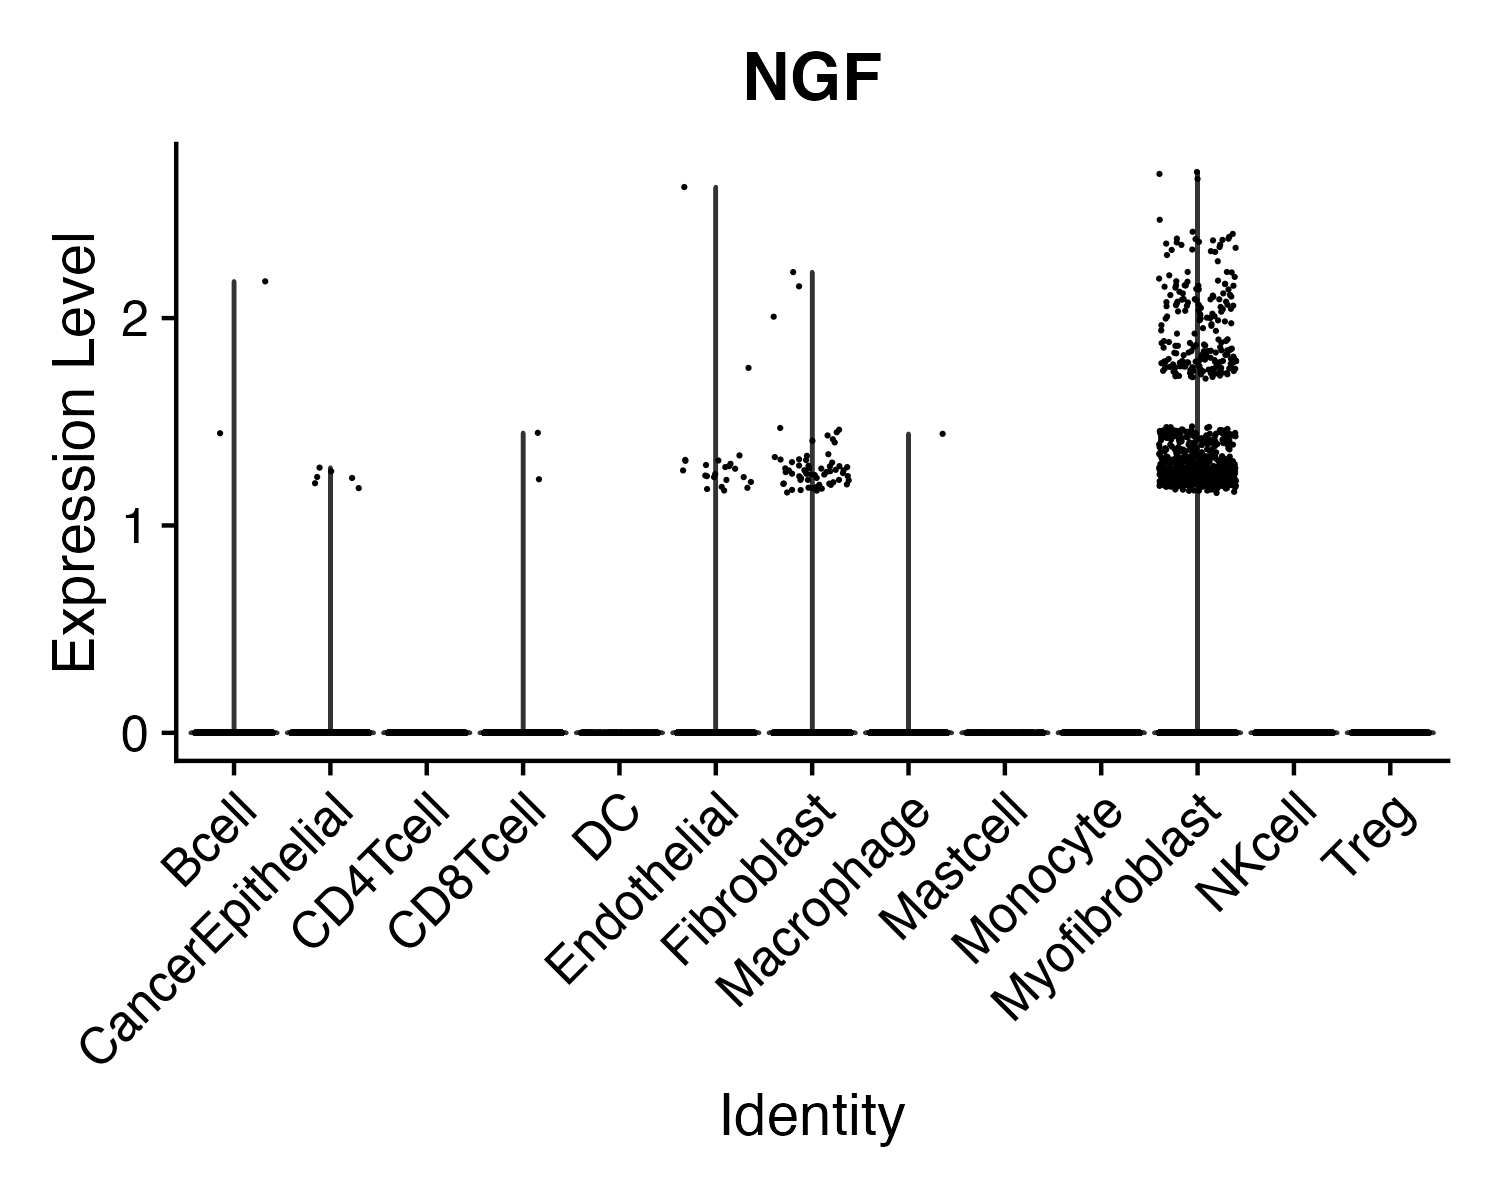 NGF
Expression Level
2
1
0
Bcell
CancerEpithelial
CD4Tcell
CD8Tcell
DC
Endothelial
Fibroblast
Macrophage
Mastcell
Monocyte
Myofibroblast
NKcell
Treg
Identity